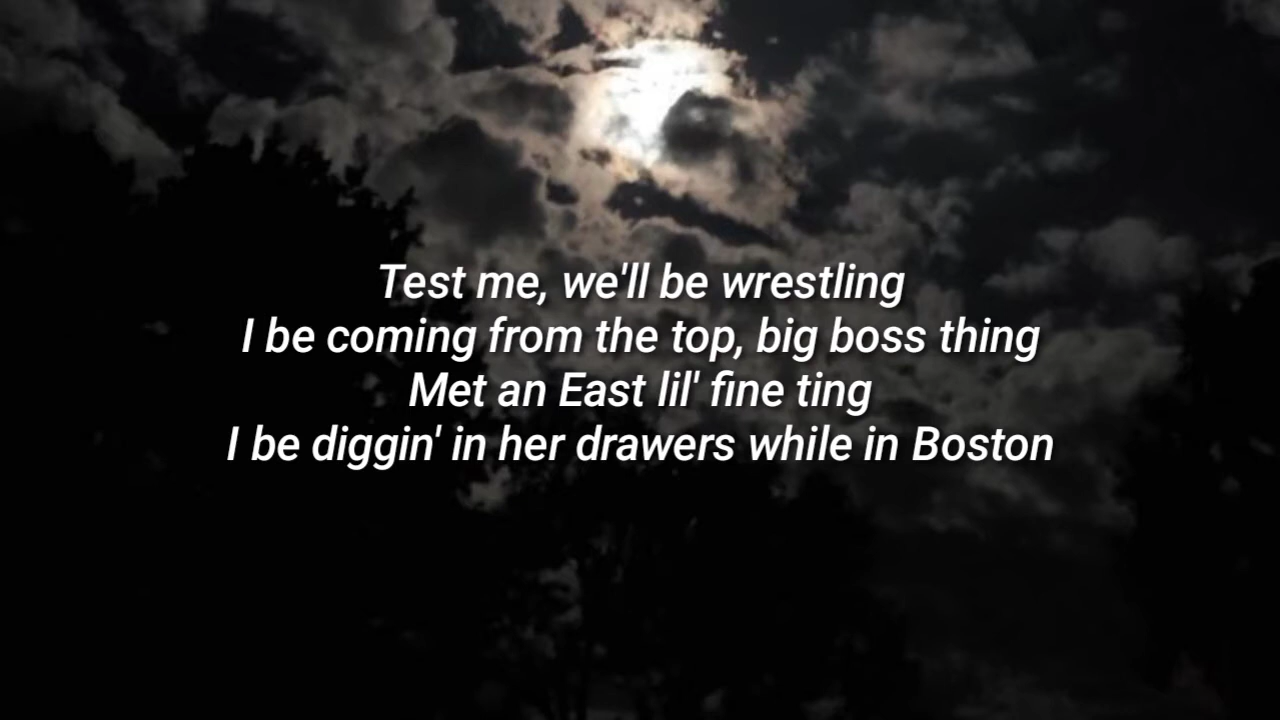 Test me, we'll be wrestling
I be coming from the top, big boss thing
Met an East lil' fine ting
I be diggin' in her drawers while in Boston